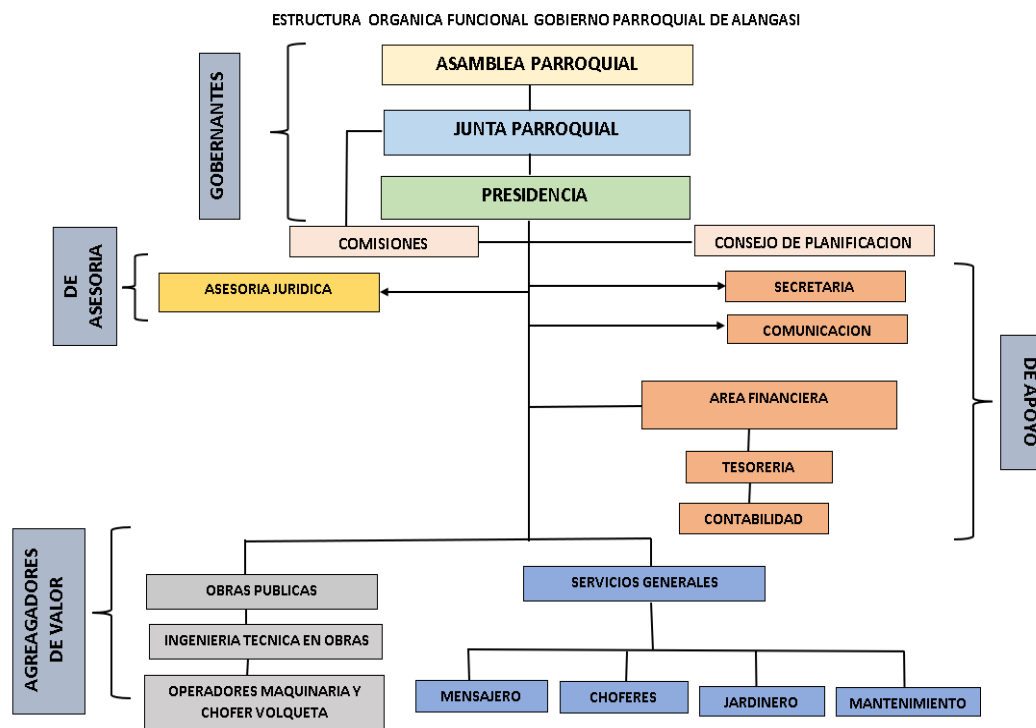 ESTRUCTURA ORGANICA FUNCIONAL GOBIERNO PARROQUIAL DE ALANGASI
GOBERNANTES
ASAMBLEA PARROQUIAL
JUNTA PARROQUIAL
PRESIDENCIA
COMISIONES
CONSEJO DE PLANIFICACION
DE
ASESORIA
ASESORIA JURIDICA
SECRETARIA
COMUNICACION
DE APOYO
AREA FINANCIERA
TESORERIA
CONTABILIDAD
AGREAGADORES
DE VALOR
OBRAS PUBLICAS
SERVICIOS GENERALES
INGENIERIA TECNICA EN OBRAS
OPERADORES MAQUINARIA Y
CHOFER VOLQUETA
MENSAJERO
CHOFERES
JARDINERO
MANTENIMIENTO